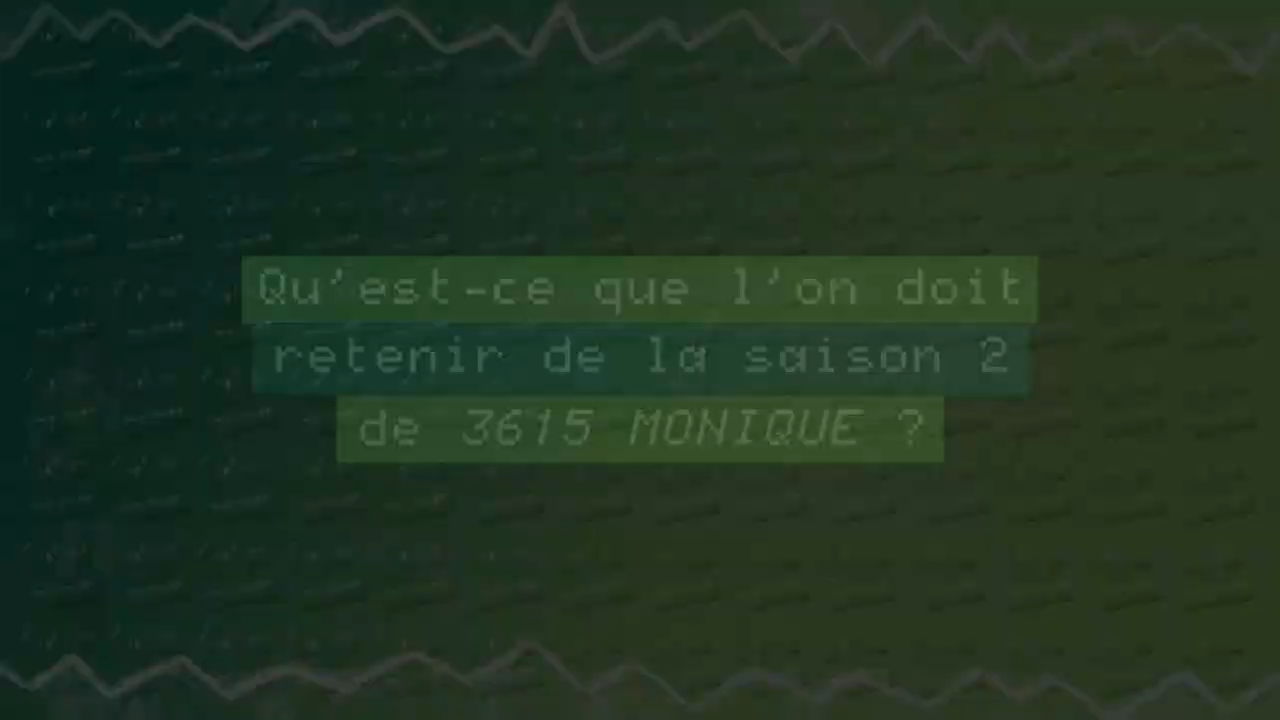 Qu'est-ce que l'on doit
retenir de la saison 2
de 3615 MONIQUE ?